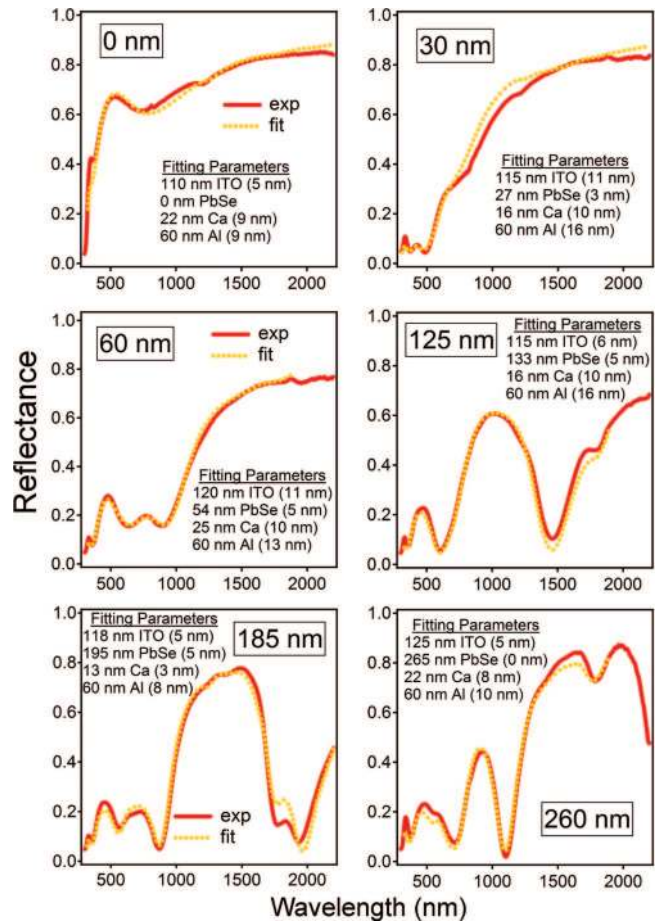 Reflectance
1.0
0.8
0.6
0.4
0.2
0.0
0 nm
exp
fit
Fitting Parameters
110 nm ITO (5 nm)
0 nm PbSe
22 nm Ca (9 nm)
60 nm Al (9 nm)
500
1000
1500
2000
1.0
0.8
0.6
0.4
0.2
0.0
30 nm
Fitting Parameters
115 nm ITO (11 nm)
27 nm PbSe (3 nm)
16 nm Ca (10 nm)
60 nm Al (16 nm)
500
1000
1500
2000
1.0
0.8
0.6
0.4
0.2
0.0
60 nm
exp
fit
Fitting Parameters
120 nm ITO (11 nm)
54 nm PbSe (5 nm)
25 nm Ca (10 nm)
60 nm Al (13 nm)
500
1000
1500
2000
1.0
0.8
0.6
0.4
0.2
0.0
125 nm
Fitting Parameters
115 nm ITO (6 nm)
133 nm PbSe (5 nm)
16 nm Ca (10 nm)
60 nm Al (16 nm)
500
1000
1500
2000
1.0
0.8
0.6
0.4
0.2
0.0
Fitting Parameters
118 nm ITO (5 nm)
195 nm PbSe (5 nm)
13 nm Ca (3 nm)
60 nm Al (8 nm)
185 nm
exp
fit
500
1000
1500
2000
1.0
0.8
0.6
0.4
0.2
0.0
Fitting Parameters
125 nm ITO (5 nm)
265 nm PbSe (0 nm)
22 nm Ca (8 nm)
60 nm Al (10 nm)
260 nm
500
1000
1500
2000
Wavelength (nm)